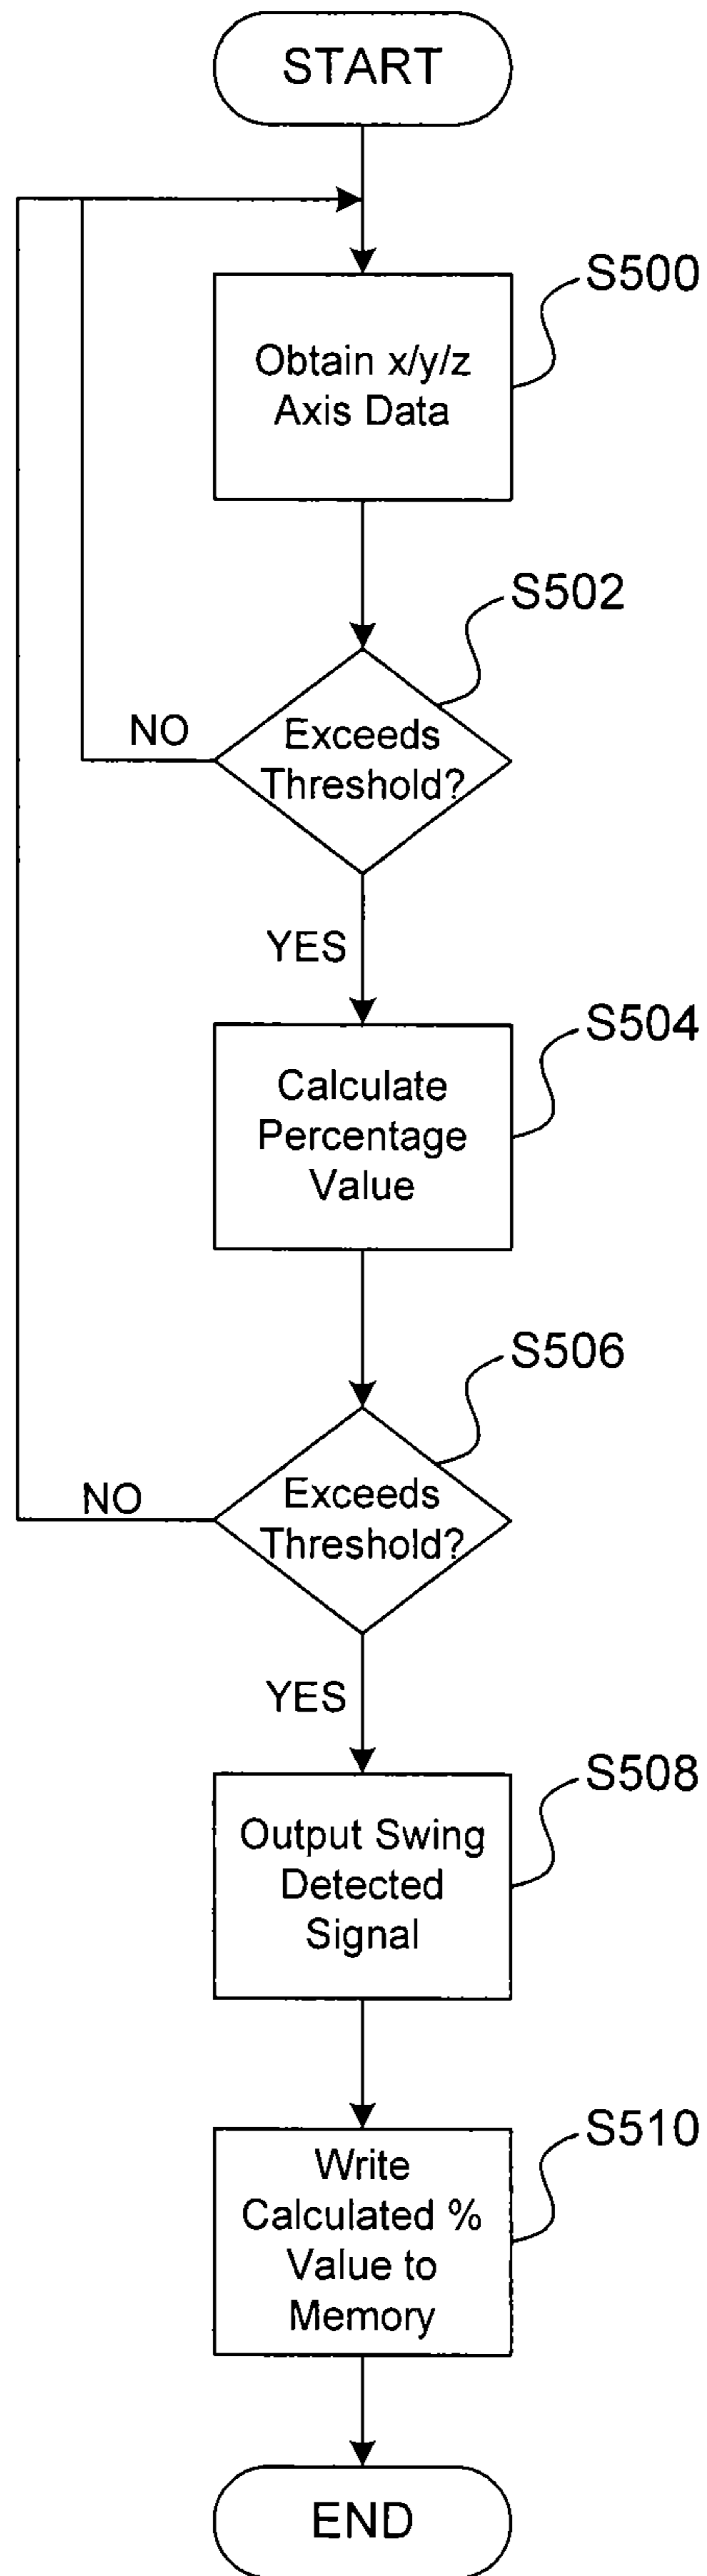 START
S500
Obtain x/y/z
Axis Data
S502
Exceeds
Threshold?
NO
YES
S504
Calculate
Percentage
Value
S506
Exceeds
Threshold?
NO
YES
S508
Output Swing
Detected
Signal
S510
Write
Calculated %
Value to
Memory
END